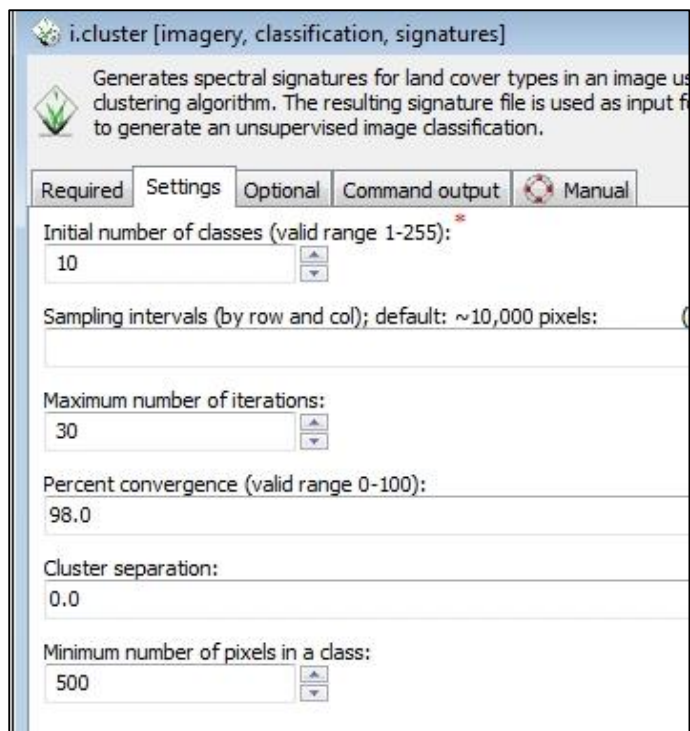 i.cluster [imagery, classification, signatures]
Generates spectral signatures for land cover types in an image
clustering algorithm. The resulting signature file is used as input
to generate an unsupervised image classification.
Required Settings Optional Command output Manual
Initial number of classes (valid range 1-255): *
10
Sampling intervals (by row and col); default: ~10,000 pixels: (
Maximum number of iterations:
30
Percent convergence (valid range 0-100):
98.0
Cluster separation:
0.0
Minimum number of pixels in a class:
500